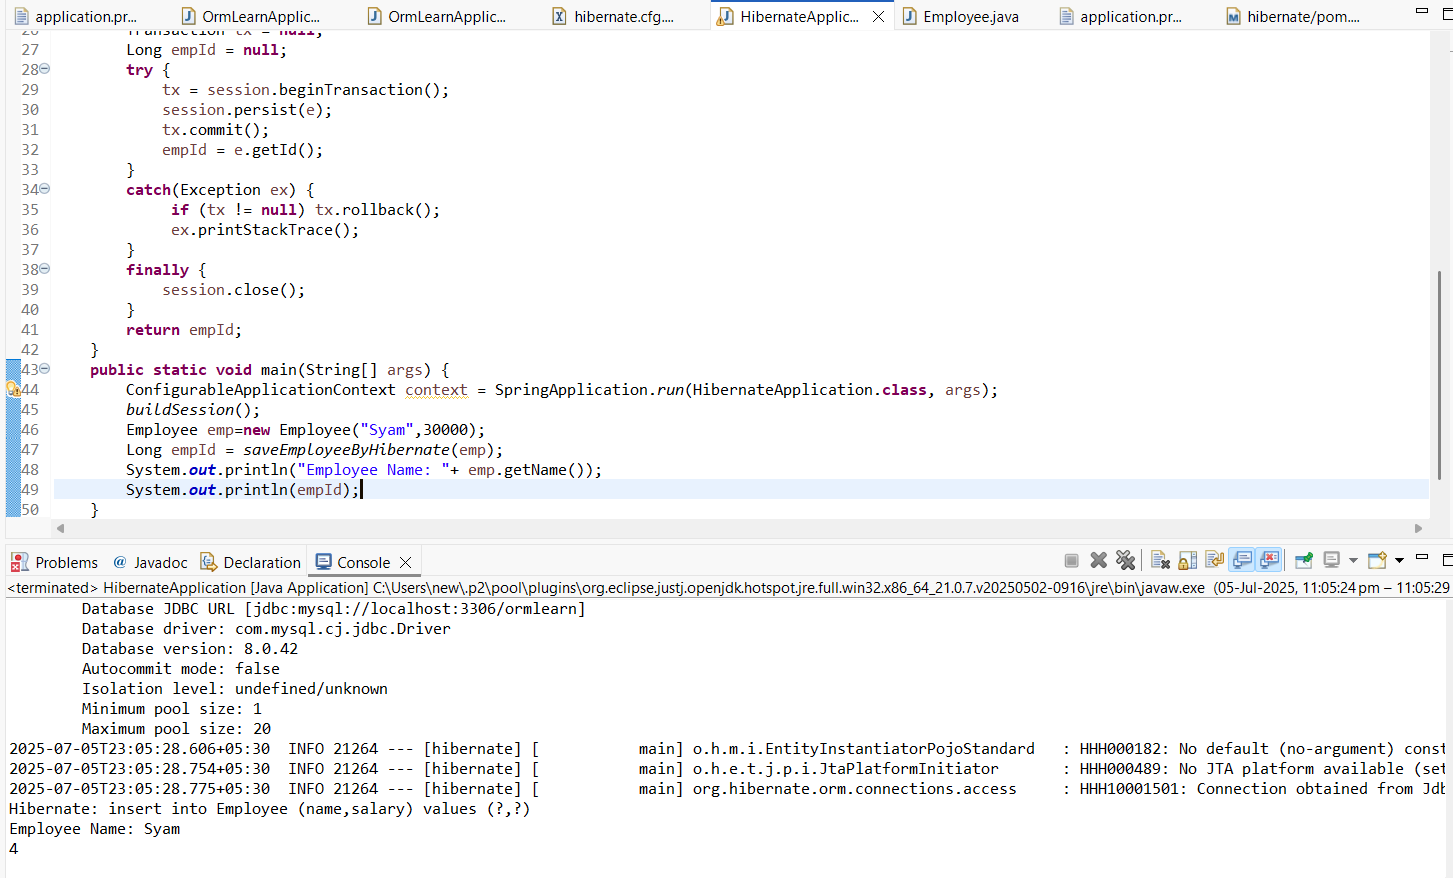 application.pr...
OrmLearnApplic...
OrmLearnApplic...
hibernate.cfg....
HibernateApplic...
Employee.java
application.pr...
hibernate/pom....
26 Transaction tx = null;
27 Long empId = null;
28 try {
29 tx = session.beginTransaction();
30 session.persist(e);
31 tx.commit();
32 empId = e.getId();
33 }
34 catch(Exception ex) {
35 if (tx != null) tx.rollback();
36 ex.printStackTrace();
37 }
38 finally {
39 session.close();
40 }
41 return empId;
42 }
43 public static void main(String[] args) {
44 ConfigurableApplicationContext context = SpringApplication.run(HibernateApplication.class, args);
45 buildSession();
46 Employee emp=new Employee("Syam",30000);
47 Long empId = saveEmployeeByHibernate(emp);
48 System.out.println("Employee Name: "+ emp.getName());
49 System.out.println(empId);
50 }
Problems @ Javadoc Declaration Console
<terminated> HibernateApplication [Java Application] C:\Users\new\.p2\pool\plugins\org.eclipse.justj.openjdk.hotspot.jre.full.win32.x86_64_21.0.7.v20250502-0916\jre\bin\javaw.exe (05-Jul-2025, 11:05:24 pm – 11:05:29
Database JDBC URL [jdbc:mysql://localhost:3306/ormlearn]
Database driver: com.mysql.cj.jdbc.Driver
Database version: 8.0.42
Autocommit mode: false
Isolation level: undefined/unknown
Minimum pool size: 1
Maximum pool size: 20
2025-07-05T23:05:28.606+05:30 INFO 21264 --- [hibernate] [ main] o.h.m.i.EntityInstantiatorPojoStandard : HHH000182: No default (no-argument) const
2025-07-05T23:05:28.754+05:30 INFO 21264 --- [hibernate] [ main] o.h.e.t.j.p.i.JtaPlatformInitiator : HHH000489: No JTA platform available (set
2025-07-05T23:05:28.775+05:30 INFO 21264 --- [hibernate] [ main] org.hibernate.orm.connections.access : HHH10001501: Connection obtained from Jdb
Hibernate: insert into Employee (name,salary) values (?,?)
Employee Name: Syam
4